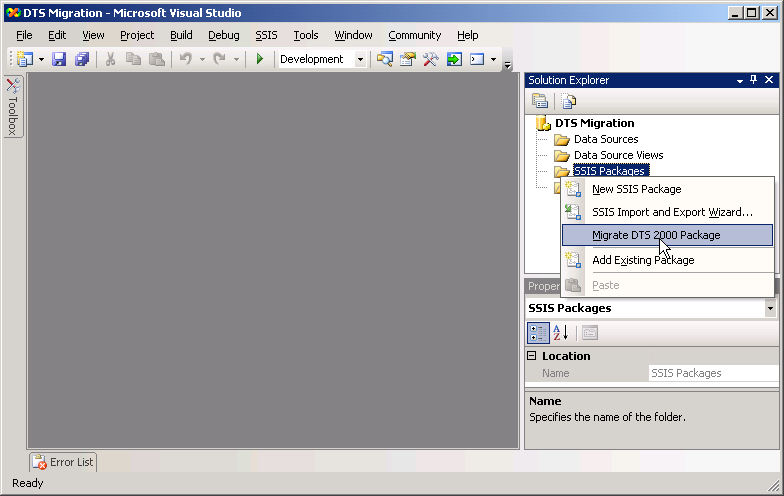 DTS Migration - Microsoft Visual Studio
File Edit View Project Build Debug SSIS Tools Window Community Help
Development
Toolbox
Solution Explorer
DTS Migration
Data Sources
Data Source Views
SSIS Packages
New SSIS Package
SSIS Import and Export Wizard...
Migrate DTS 2000 Package
Add Existing Package
Paste
Proper
SSIS Packages
A
Z
Location
Name SSIS Packages
Name
Specifies the name of the folder.
Error List
Ready